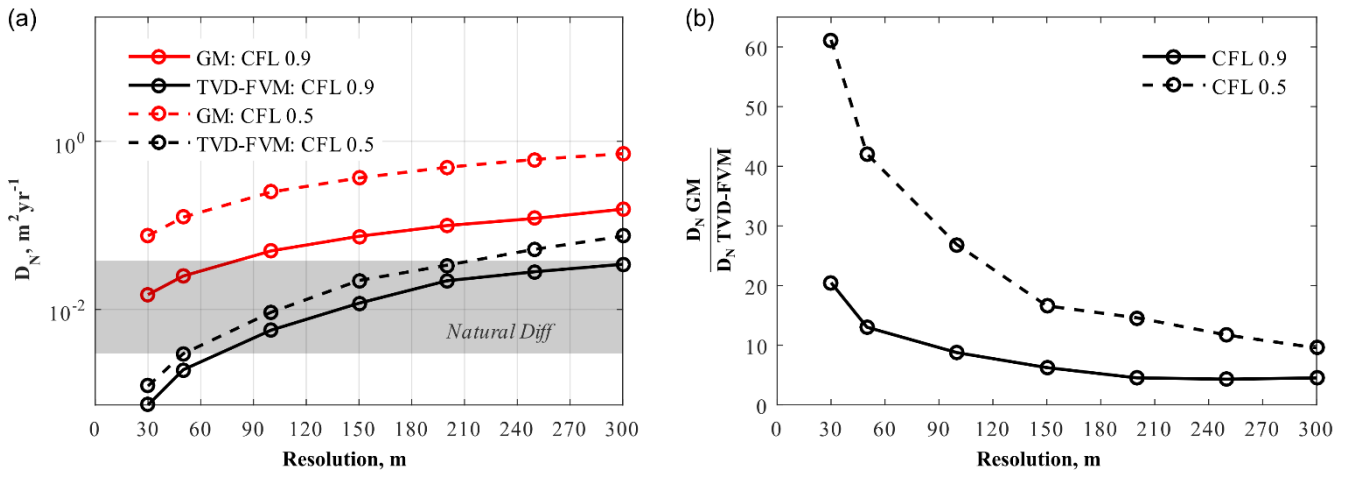 (a)
GM: CFL 0.9
TVD-FVM: CFL 0.9
GM: CFL 0.5
TVD-FVM: CFL 0.5
10⁰
10⁻²
D_N, m² yr⁻¹
Natural Diff
0 30 60 90 120 150 180 210 240 270 300
Resolution, m
(b)
CFL 0.9
CFL 0.5
60
50
40
30
20
10
0
D_N GM
D_N TVD-FVM
0 30 60 90 120 150 180 210 240 270 300
Resolution, m